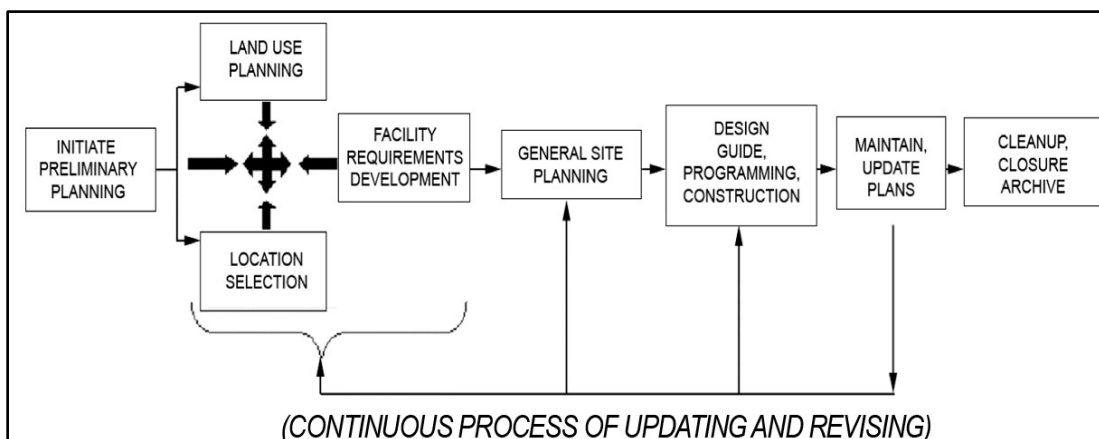 LAND USE
PLANNING
INITIATE
PRELIMINARY
PLANNING
FACILITY
REQUIREMENTS
DEVELOPMENT
LOCATION
SELECTION
GENERAL SITE
PLANNING
DESIGN
GUIDE,
PROGRAMMING,
CONSTRUCTION
MAINTAIN,
UPDATE
PLANS
CLEANUP,
CLOSURE
ARCHIVE
(CONTINUOUS PROCESS OF UPDATING AND REVISING)